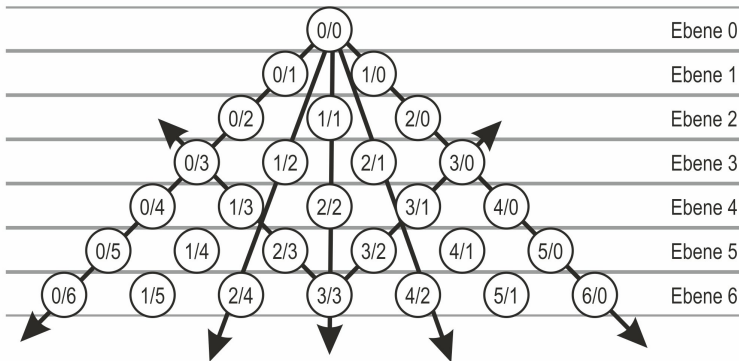 0/0 Ebene 0
0/1 1/0 Ebene 1
0/2 1/1 2/0 Ebene 2
0/3 1/2 2/1 3/0 Ebene 3
0/4 1/3 2/2 3/1 4/0 Ebene 4
0/5 1/4 2/3 3/2 4/1 5/0 Ebene 5
0/6 1/5 2/4 3/3 4/2 5/1 6/0 Ebene 6